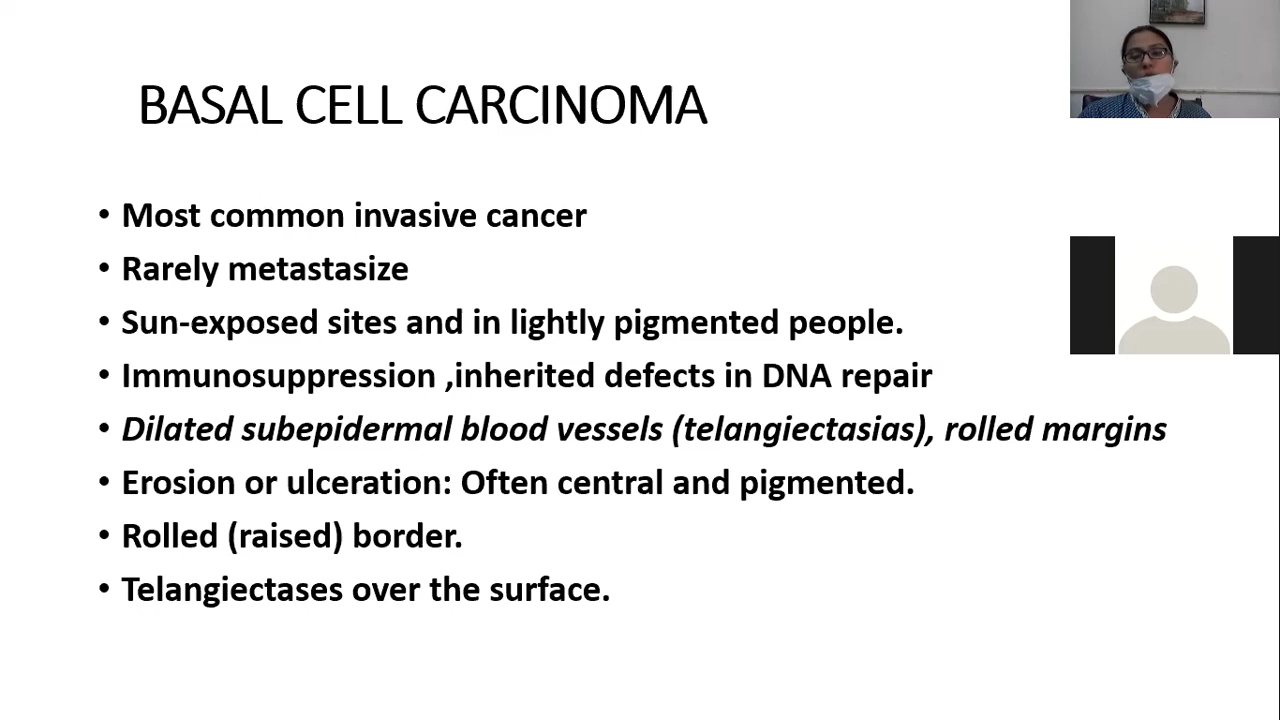 BASAL CELL CARCINOMA
• Most common invasive cancer
• Rarely metastasize
• Sun-exposed sites and in lightly pigmented people.
• Immunosuppression ,inherited defects in DNA repair
• Dilated subepidermal blood vessels (telangiectasias), rolled margins
• Erosion or ulceration: Often central and pigmented.
• Rolled (raised) border.
• Telangiectases over the surface.